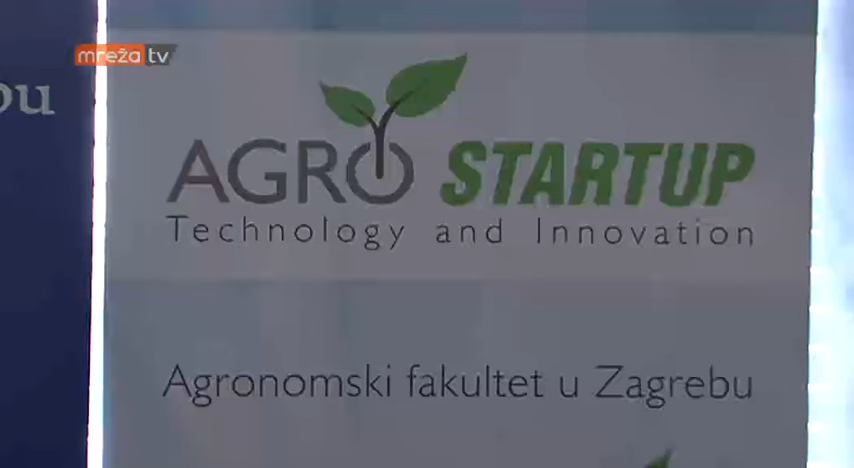 mreža tv
AGRO STARTUP
Technology and Innovation
Agronomski fakultet u Zagrebu